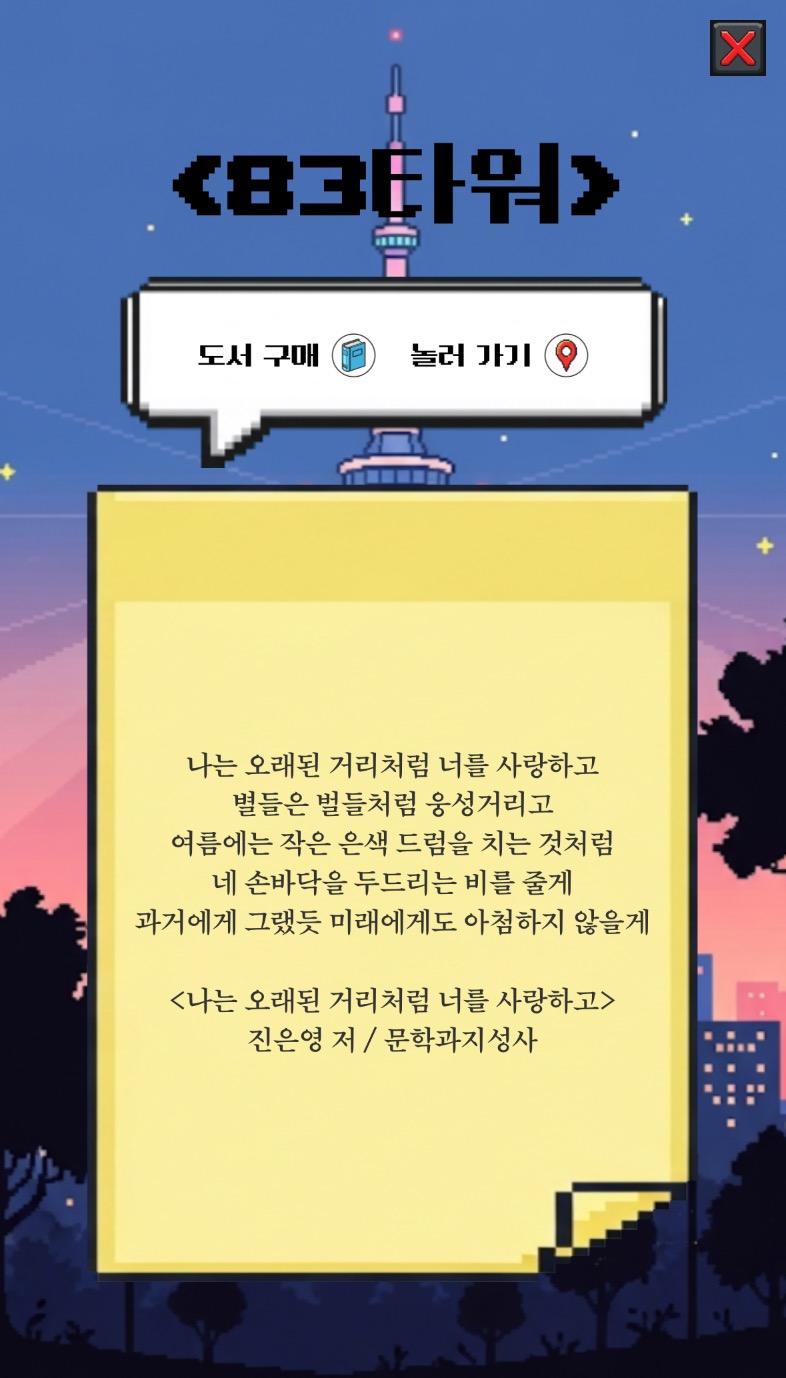 <83타워>
도서 구매 놀러 가기
나는 오래된 거리처럼 너를 사랑하고
별들은 벌들처럼 웅성거리고
여름에는 작은 은색 드럼을 치는 것처럼
네 손바닥을 두드리는 비를 줄게
과거에게 그랬듯 미래에게도 아첨하지 않을게
<나는 오래된 거리처럼 너를 사랑하고>
진은영 저 / 문학과지성사